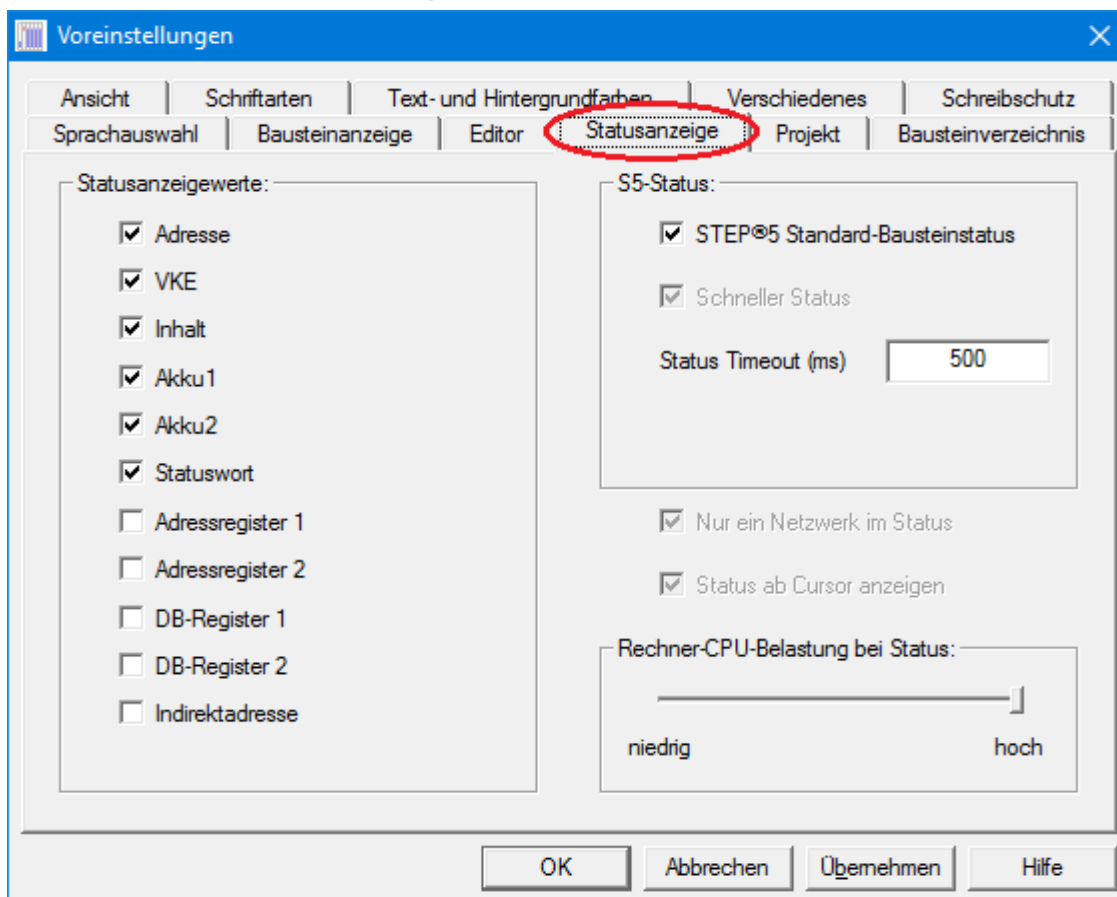 Voreinstellungen
Ansicht Schriftarten Text- und Hintergrundfarben Verschiedenes Schreibschutz
Sprachauswahl Bausteinanzeige Editor Statusanzeige Projekt Bausteinverzeichnis
Statusanzeigewerte:
Adresse
VKE
Inhalt
Akku1
Akku2
Statuswort
Adressregister 1
Adressregister 2
DB-Register 1
DB-Register 2
Indirektadresse
S5-Status:
STEP®5 Standard-Bausteinstatus
Schneller Status
Status Timeout (ms) 500
Nur ein Netzwerk im Status
Status ab Cursor anzeigen
Rechner-CPU-Belastung bei Status:
niedrig hoch
OK Abbrechen Übernehmen Hilfe